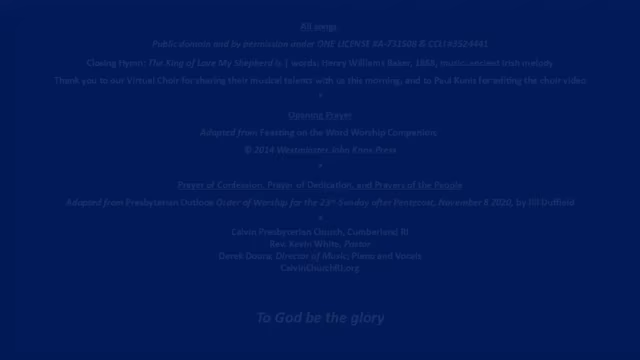 All songs
Public domain and by permission under ONE LICENSE #A-731508 & CCLI #3524441
Closing Hymn: The King of Love My Shepherd is | words: Henry Williams Baker, 1868, music: ancient Irish melody
Thank you to our Virtual Choir for sharing their musical talents with us this morning, and to Paul Kunis for editing the choir video
*
Opening Prayer
Adapted from Feasting on the Word Worship Companion
© 2014 Westminster John Knox Press
*
Prayer of Confession, Prayer of Dedication, and Prayers of the People
Adapted from Presbyterian Outlook Order of Worship for the 23rd Sunday after Pentecost, November 8 2020, by Jill Duffield
*
Calvin Presbyterian Church, Cumberland RI
Rev. Kevin White, Pastor
Derek Doura, Director of Music; Piano and Vocals
CalvinChurchRI.org
To God be the glory